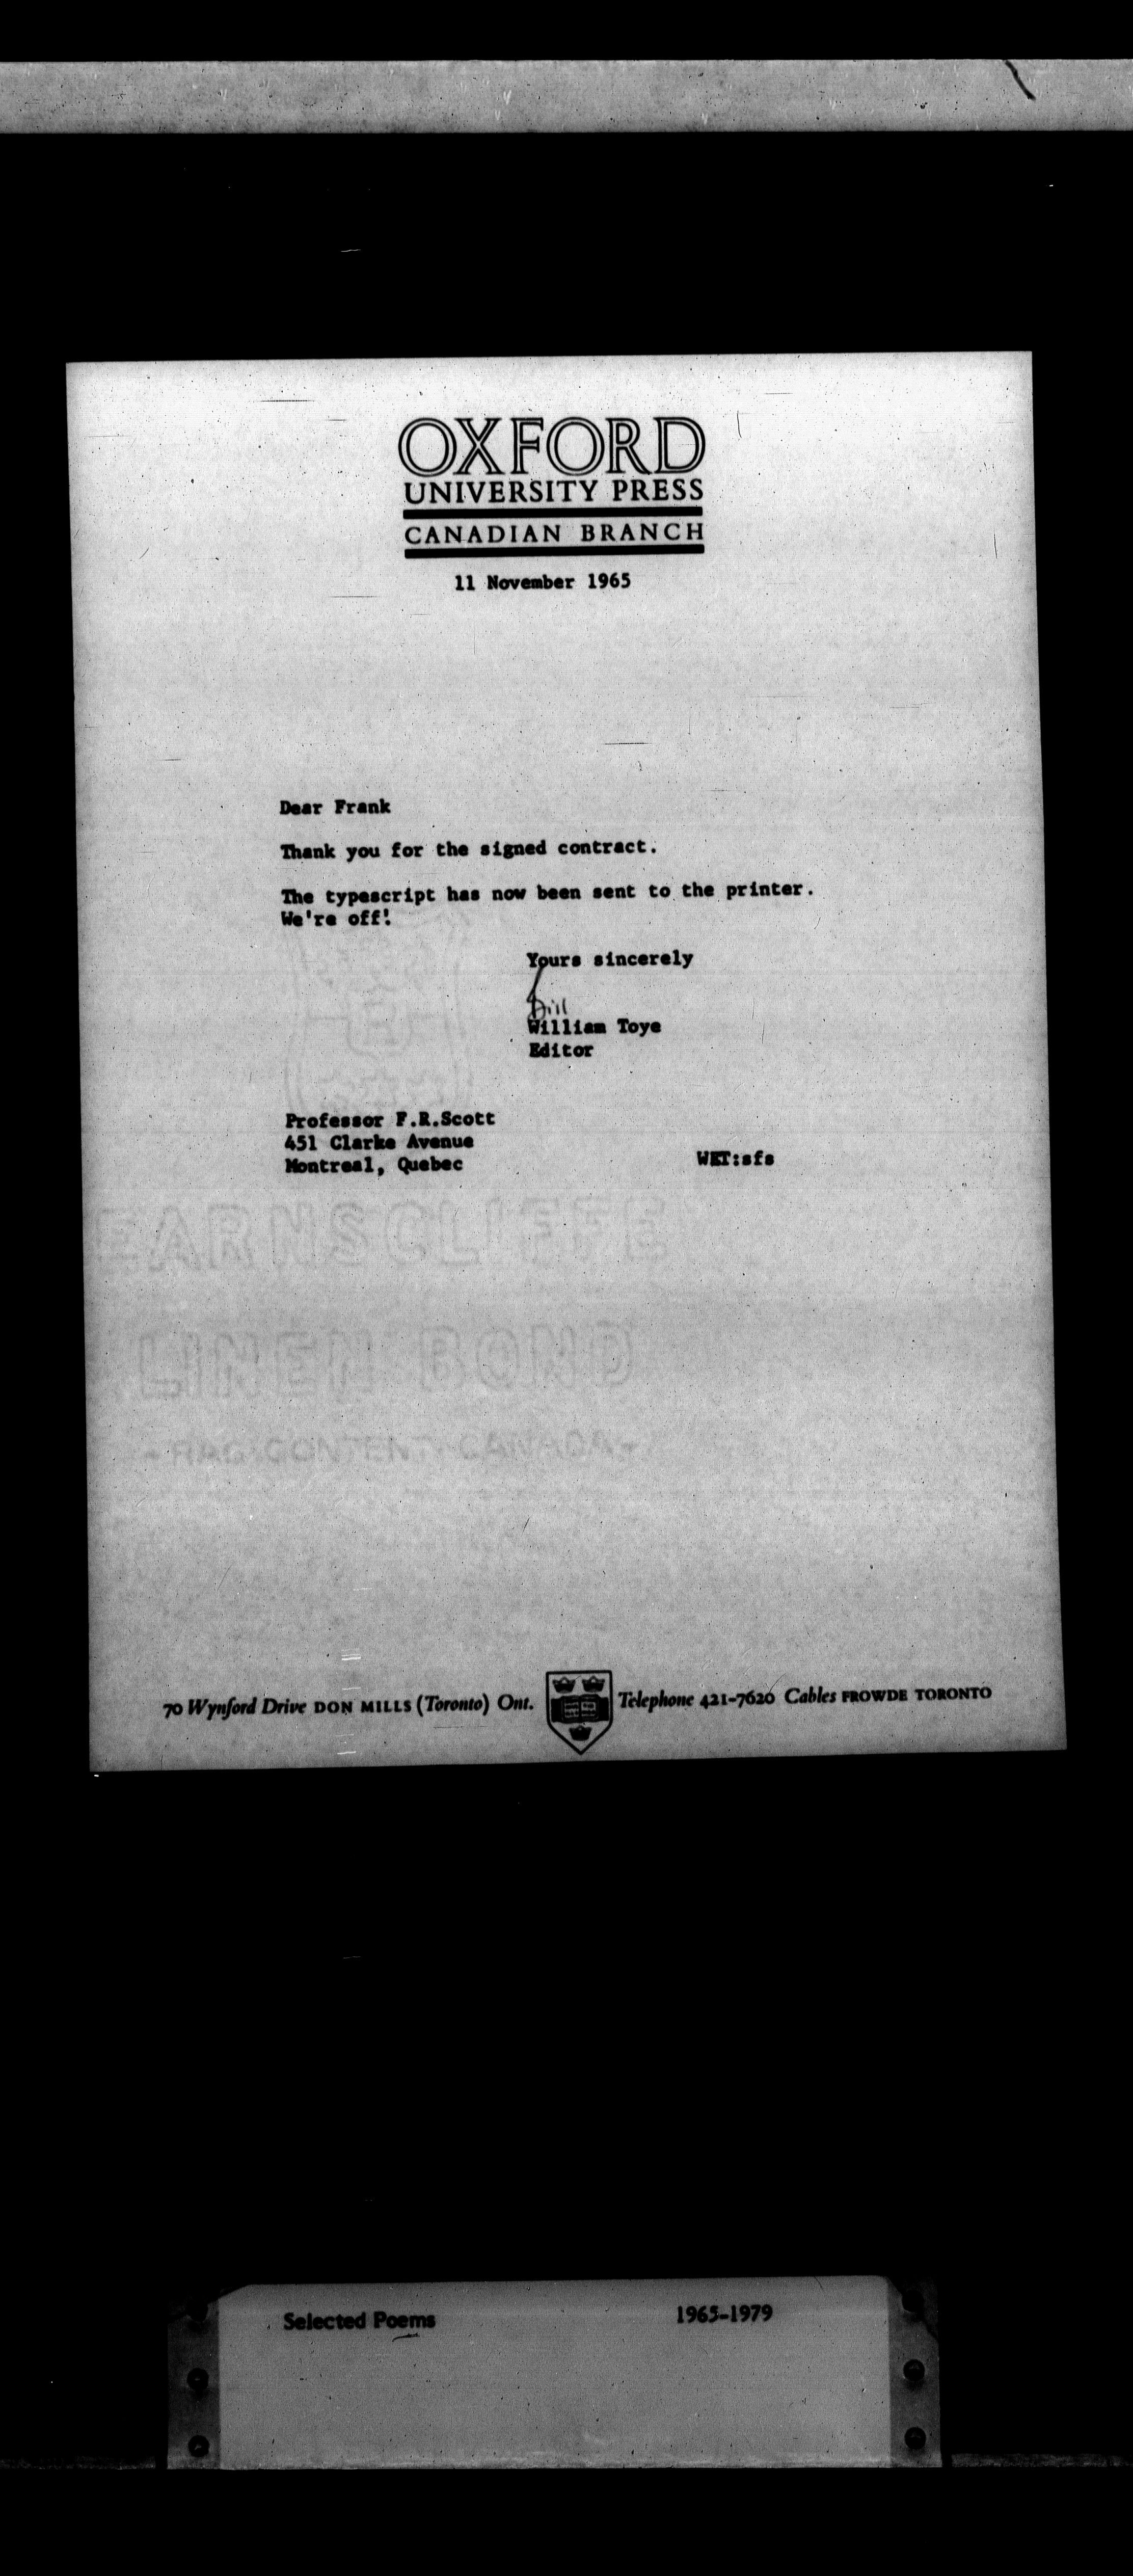 OXFORD
UNIVERSITY PRESS
CANADIAN BRANCH
11 November 1965
Dear Frank
Thank you for the signed contract.
The typescript has now been sent to the printer.
We're off!
Yours sincerely
Bill
William Toye
Editor
Professor F.R.Scott
451 Clarke Avenue
Montreal, Quebec
WET:sfs
EARNSCLIFFE
LINEN BOND
- RAG CONTENT CANADA -
70 Wynford Drive DON MILLS (Toronto) Ont. Telephone 421-7620 Cables FROWDE TORONTO
Selected Poems 1965-1979